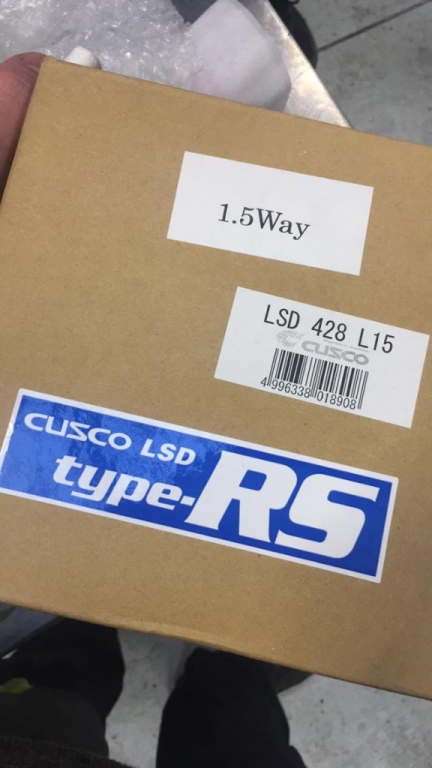 1.5Way
LSD 428 L15
CUSCO
4 996338 018908
CUSCO LSD
type-RS